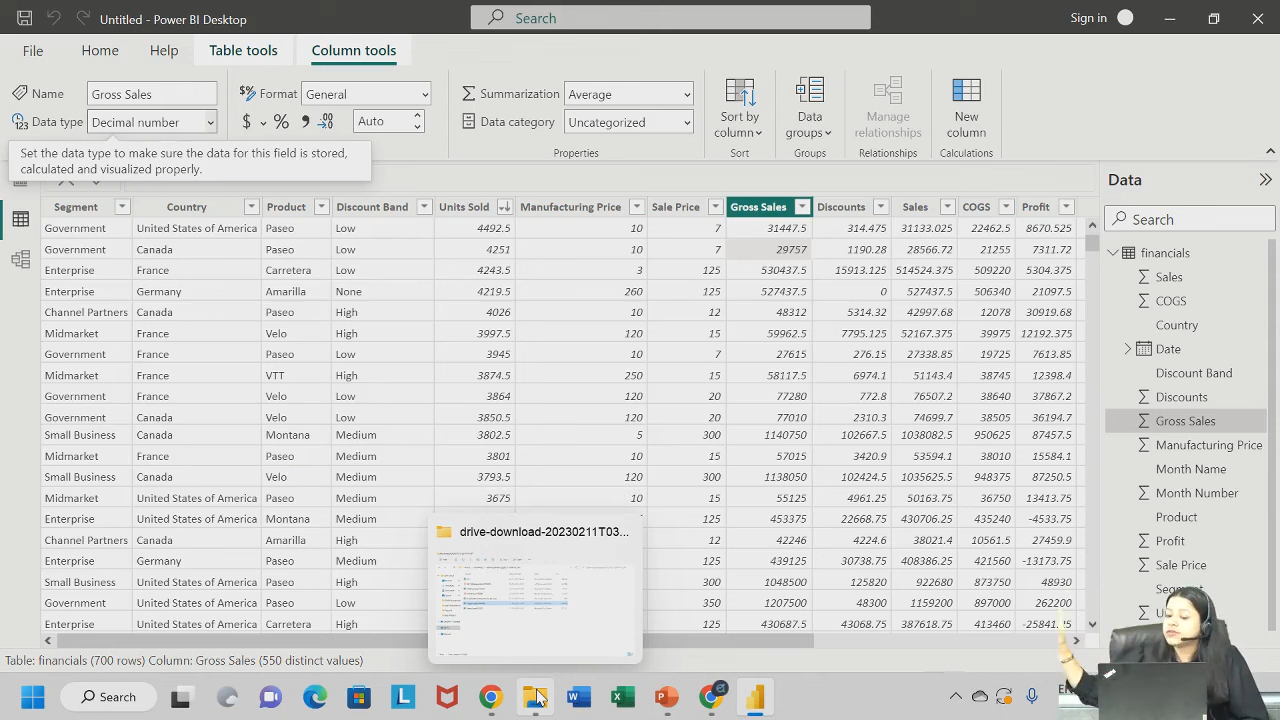 Untitled - Power BI Desktop
Search
Sign in
File
Home
Help
Table tools
Column tools
Name
Gross Sales
Format
General
Summarization
Average
Sort by column
Data groups
Manage relationships
New column
Data type
Decimal number
$ % Auto
Data category
Uncategorized
Properties
Sort
Groups
Relationships
Calculations
Set the data type to make sure the data for this field is stored,
calculated and visualized properly.
Segment Country Product Discount Band Units Sold Manufacturing Price Sale Price Gross Sales Discounts Sales COGS Profit
Government United States of America Paseo Low 4492.5 10 7 31447.5 314.475 31133.025 22462.5 8670.525
Government Canada Paseo Low 4251 10 7 29757 1190.28 28566.72 21255 7311.72
Enterprise France Carretera Low 4243.5 3 125 530437.5 15913.125 514524.375 509220 5304.375
Enterprise Germany Amarilla None 4219.5 260 125 527437.5 0 527437.5 506340 21097.5
Channel Partners Canada Paseo High 4026 10 12 48312 5314.32 42997.68 12078 30919.68
Midmarket France Velo High 3997.5 120 15 59962.5 7795.125 52167.375 39975 12192.375
Government France Paseo Low 3945 10 7 27615 276.15 27338.85 19725 7613.85
Midmarket France VTT High 3874.5 250 15 58117.5 6974.1 51143.4 38745 12398.4
Government France Velo Low 3864 120 20 77280 772.8 76507.2 38640 37867.2
Government Canada Velo Low 3850.5 120 20 77010 2310.3 74699.7 38505 36194.7
Small Business Canada Montana Medium 3802.5 5 300 1140750 102667.5 1038082.5 950625 87457.5
Midmarket France Paseo Medium 3801 10 15 57015 3420.9 53594.1 38010 15584.1
Small Business Canada Velo Medium 3793.5 120 300 1138050 102424.5 1035625.5 948375 87250.5
Midmarket United States of America Paseo Medium 3675 10 15 55125 4961.25 50163.75 36750 13413.75
Enterprise United States of America Montana Medium 125 453375 22668.75 430706.25 435240 -4533.75
Channel Partners Canada Amarilla High 12 42246 4224.6 38021.4 10561.5 27459.9
Enterprise United States of America Paseo Medium 125 439125 30738.75 408386.25 421560 -13173.75
Small Business United States of America Paseo High 300 1048500 125820 922680 873750 48930
Government United States of America Paseo Low 350 1207500 1159200 897000 262200
Enterprise United States of America Carretera High 125 430687.5 387618.75 413460
drive-download-20230211T03...
Data
Search
financials
Sales
COGS
Country
Date
Discount Band
Discounts
Gross Sales
Manufacturing Price
Month Name
Month Number
Product
Profit
Sale Price
Table: financials (700 rows) Column: Gross Sales (550 distinct values)
Search